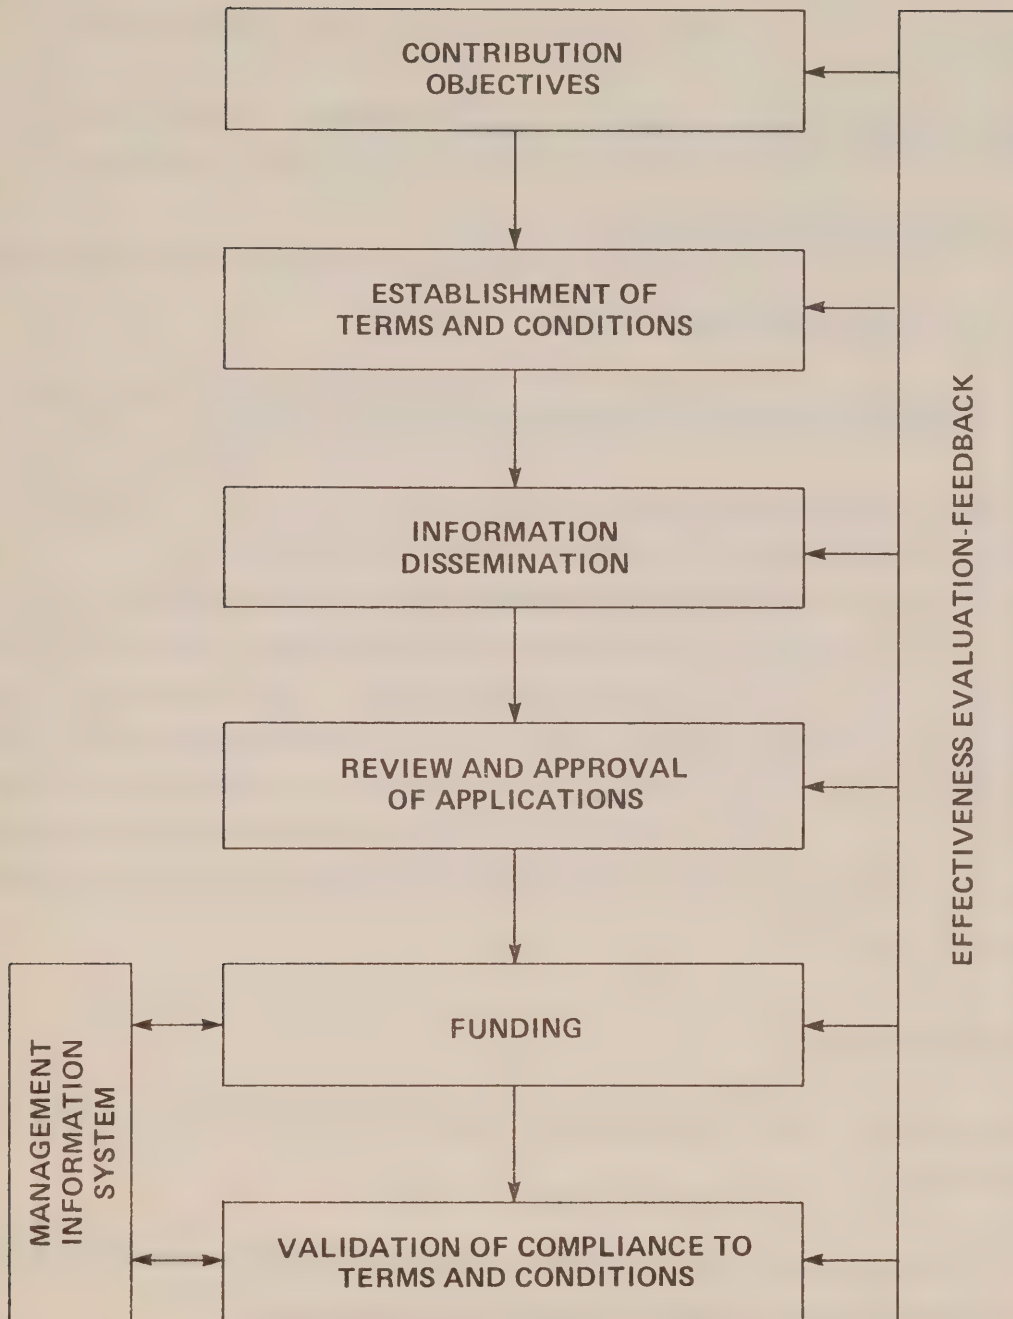 CONTRIBUTION
OBJECTIVES
ESTABLISHMENT OF
TERMS AND CONDITIONS
INFORMATION
DISSEMINATION
REVIEW AND APPROVAL
OF APPLICATIONS
FUNDING
VALIDATION OF COMPLIANCE TO
TERMS AND CONDITIONS
MANAGEMENT
INFORMATION
SYSTEM
EFFECTIVENESS EVALUATION-FEEDBACK